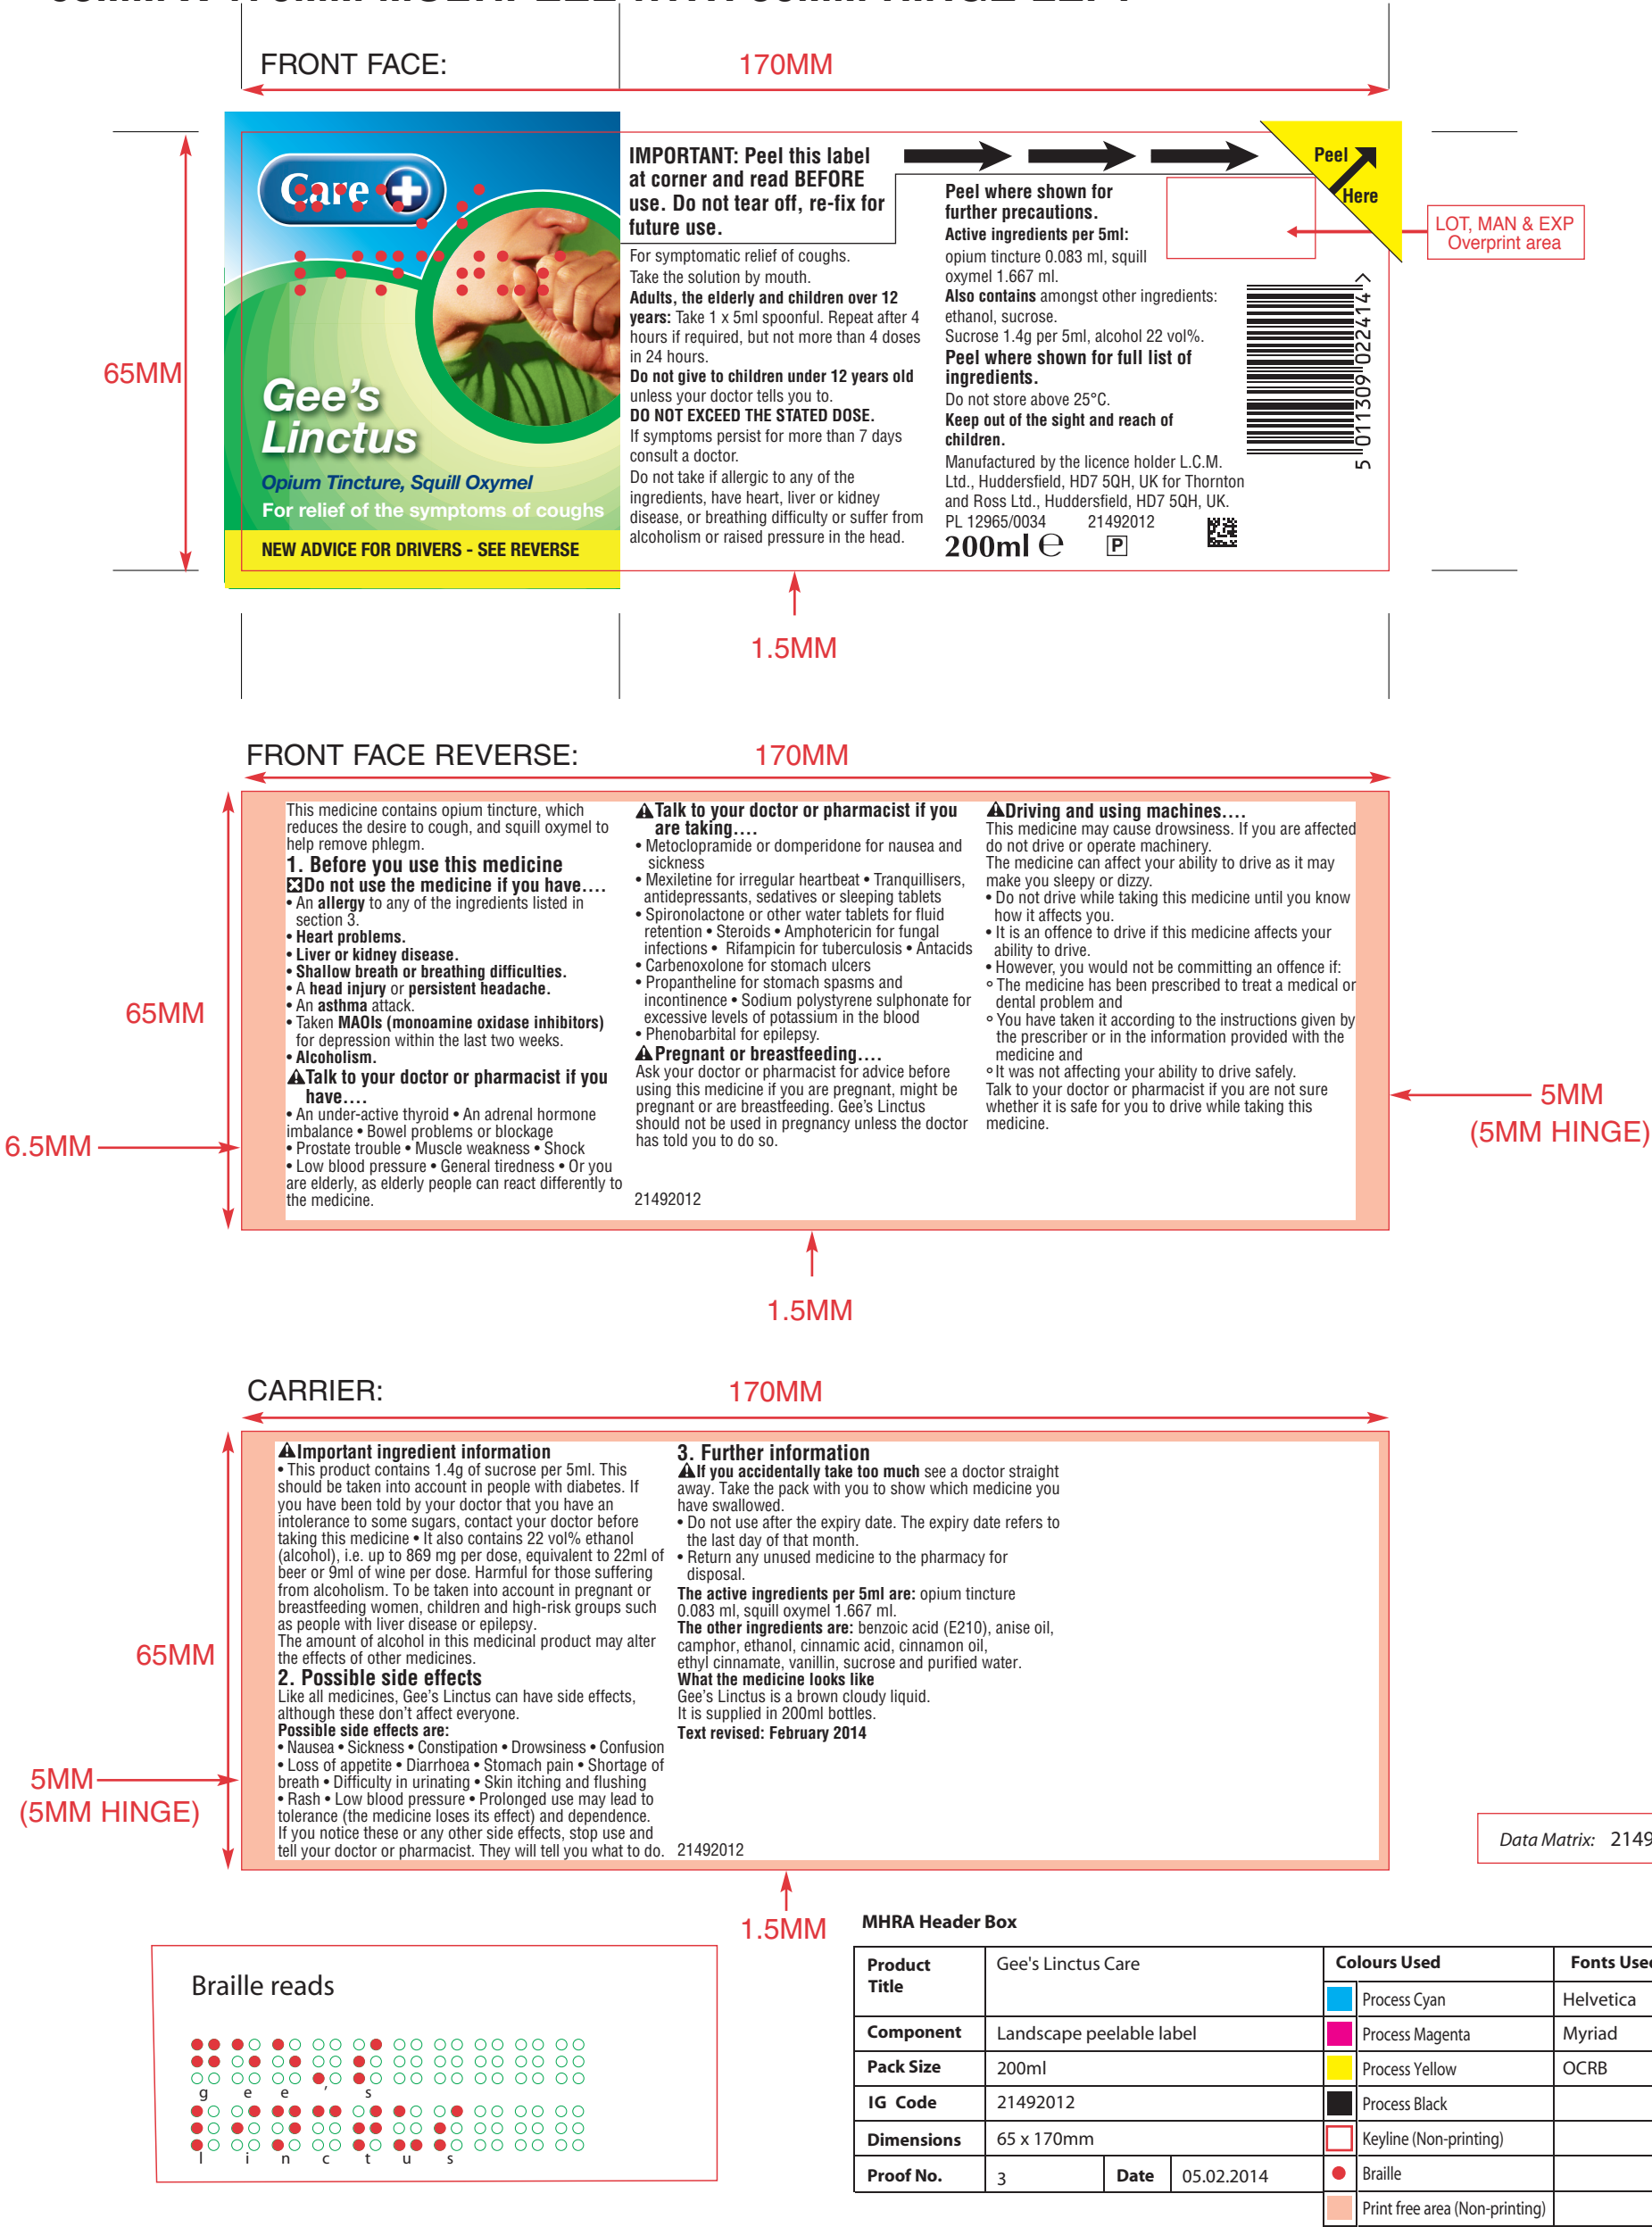 FRONT FACE:
170MM
65MM
Care
Gee's
Linctus
Opium Tincture, Squill Oxymel
For relief of the symptoms of coughs
NEW ADVICE FOR DRIVERS - SEE REVERSE
IMPORTANT: Peel this label
at corner and read BEFORE
use. Do not tear off, re-fix for
future use.
For symptomatic relief of coughs.
Take the solution by mouth.
Adults, the elderly and children over 12
years: Take 1 x 5ml spoonful. Repeat after 4
hours if required, but not more than 4 doses
in 24 hours.
Do not give to children under 12 years old
unless your doctor tells you to.
DO NOT EXCEED THE STATED DOSE.
If symptoms persist for more than 7 days
consult a doctor.
Do not take if allergic to any of the
ingredients, have heart, liver or kidney
disease, or breathing difficulty or suffer from
alcoholism or raised pressure in the head.
Peel where shown for
further precautions.
Active ingredients per 5ml:
opium tincture 0.083 ml, squill
oxymel 1.667 ml.
Also contains amongst other ingredients:
ethanol, sucrose.
Sucrose 1.4g per 5ml, alcohol 22 vol%.
Peel where shown for full list of
ingredients.
Do not store above 25°C.
Keep out of the sight and reach of
children.
Manufactured by the licence holder L.C.M.
Ltd., Huddersfield, HD7 5QH, UK for Thornton
and Ross Ltd., Huddersfield, HD7 5QH, UK.
PL 12965/0034 21492012
200ml e P
Peel
Here
LOT, MAN & EXP
Overprint area
5 011309 022414 >
1.5MM
FRONT FACE REVERSE:
170MM
65MM
6.5MM
This medicine contains opium tincture, which
reduces the desire to cough, and squill oxymel to
help remove phlegm.
1. Before you use this medicine
Do not use the medicine if you have....
• An allergy to any of the ingredients listed in
section 3.
• Heart problems.
• Liver or kidney disease.
• Shallow breath or breathing difficulties.
• A head injury or persistent headache.
• An asthma attack.
• Taken MAOIs (monoamine oxidase inhibitors)
for depression within the last two weeks.
• Alcoholism.
Talk to your doctor or pharmacist if you
have....
• An under-active thyroid • An adrenal hormone
imbalance • Bowel problems or blockage
• Prostate trouble • Muscle weakness • Shock
• Low blood pressure • General tiredness • Or you
are elderly, as elderly people can react differently to
the medicine.
Talk to your doctor or pharmacist if you
are taking....
• Metoclopramide or domperidone for nausea and
sickness
• Mexiletine for irregular heartbeat • Tranquillisers,
antidepressants, sedatives or sleeping tablets
• Spironolactone or other water tablets for fluid
retention • Steroids • Amphotericin for fungal
infections • Rifampicin for tuberculosis • Antacids
• Carbenoxolone for stomach ulcers
• Propantheline for stomach spasms and
incontinence • Sodium polystyrene sulphonate for
excessive levels of potassium in the blood
• Phenobarbital for epilepsy.
Pregnant or breastfeeding....
Ask your doctor or pharmacist for advice before
using this medicine if you are pregnant, might be
pregnant or are breastfeeding. Gee's Linctus
should not be used in pregnancy unless the doctor
has told you to do so.
21492012
Driving and using machines....
This medicine may cause drowsiness. If you are affected
do not drive or operate machinery.
The medicine can affect your ability to drive as it may
make you sleepy or dizzy.
• Do not drive while taking this medicine until you know
how it affects you.
• It is an offence to drive if this medicine affects your
ability to drive.
• However, you would not be committing an offence if:
° The medicine has been prescribed to treat a medical or
dental problem and
° You have taken it according to the instructions given by
the prescriber or in the information provided with the
medicine and
° It was not affecting your ability to drive safely.
Talk to your doctor or pharmacist if you are not sure
whether it is safe for you to drive while taking this
medicine.
5MM
(5MM HINGE)
1.5MM
CARRIER:
170MM
65MM
5MM
(5MM HINGE)
Important ingredient information
• This product contains 1.4g of sucrose per 5ml. This
should be taken into account in people with diabetes. If
you have been told by your doctor that you have an
intolerance to some sugars, contact your doctor before
taking this medicine • It also contains 22 vol% ethanol
(alcohol), i.e. up to 869 mg per dose, equivalent to 22ml of
beer or 9ml of wine per dose. Harmful for those suffering
from alcoholism. To be taken into account in pregnant or
breastfeeding women, children and high-risk groups such
as people with liver disease or epilepsy.
The amount of alcohol in this medicinal product may alter
the effects of other medicines.
2. Possible side effects
Like all medicines, Gee's Linctus can have side effects,
although these don't affect everyone.
Possible side effects are:
• Nausea • Sickness • Constipation • Drowsiness • Confusion
• Loss of appetite • Diarrhoea • Stomach pain • Shortage of
breath • Difficulty in urinating • Skin itching and flushing
• Rash • Low blood pressure • Prolonged use may lead to
tolerance (the medicine loses its effect) and dependence.
If you notice these or any other side effects, stop use and
tell your doctor or pharmacist. They will tell you what to do.
3. Further information
If you accidentally take too much see a doctor straight
away. Take the pack with you to show which medicine you
have swallowed.
• Do not use after the expiry date. The expiry date refers to
the last day of that month.
• Return any unused medicine to the pharmacy for
disposal.
The active ingredients per 5ml are: opium tincture
0.083 ml, squill oxymel 1.667 ml.
The other ingredients are: benzoic acid (E210), anise oil,
camphor, ethanol, cinnamic acid, cinnamon oil,
ethyl cinnamate, vanillin, sucrose and purified water.
What the medicine looks like
Gee's Linctus is a brown cloudy liquid.
It is supplied in 200ml bottles.
Text revised: February 2014
21492012
1.5MM
Data Matrix: 2149
Braille reads
g e e ' s
l i n c t u s
MHRA Header Box
Product Title Gee's Linctus Care
Component Landscape peelable label
Pack Size 200ml
IG Code 21492012
Dimensions 65 x 170mm
Proof No. 3 Date 05.02.2014
Colours Used
Process Cyan
Process Magenta
Process Yellow
Process Black
Keyline (Non-printing)
Braille
Print free area (Non-printing)
Fonts Used
Helvetica
Myriad
OCRB